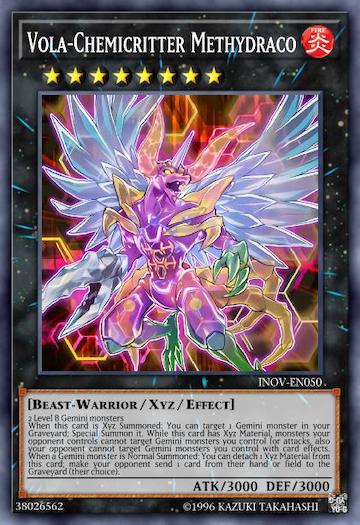 Vola-Chemicritter Methydraco
FIRE
炎
INOV-EN050
[Beast-Warrior / Xyz / Effect]
2 Level 8 Gemini monsters
When this card is Xyz Summoned: You can target 1 Gemini monster in your
Graveyard; Special Summon it. While this card has Xyz Material, monsters your
opponent controls cannot target Gemini monsters you control for attacks, also
your opponent cannot target Gemini monsters you control with card effects.
When a Gemini monster is Normal Summoned: You can detach 1 Xyz Material from
this card; make your opponent send 1 card from their hand or field to the
Graveyard (their choice).
ATK/3000 DEF/3000
38026562
©1996 KAZUKI TAKAHASHI